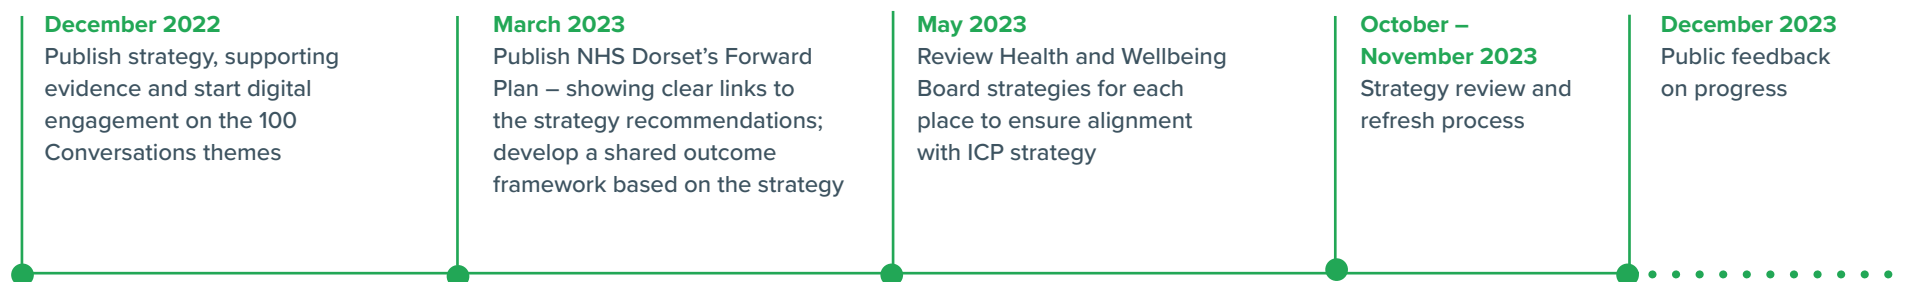 December 2022
Publish strategy, supporting
evidence and start digital
engagement on the 100
Conversations themes
March 2023
Publish NHS Dorset’s Forward
Plan – showing clear links to
the strategy recommendations;
develop a shared outcome
framework based on the strategy
May 2023
Review Health and Wellbeing
Board strategies for each
place to ensure alignment
with ICP strategy
October –
November 2023
Strategy review and
refresh process
December 2023
Public feedback
on progress